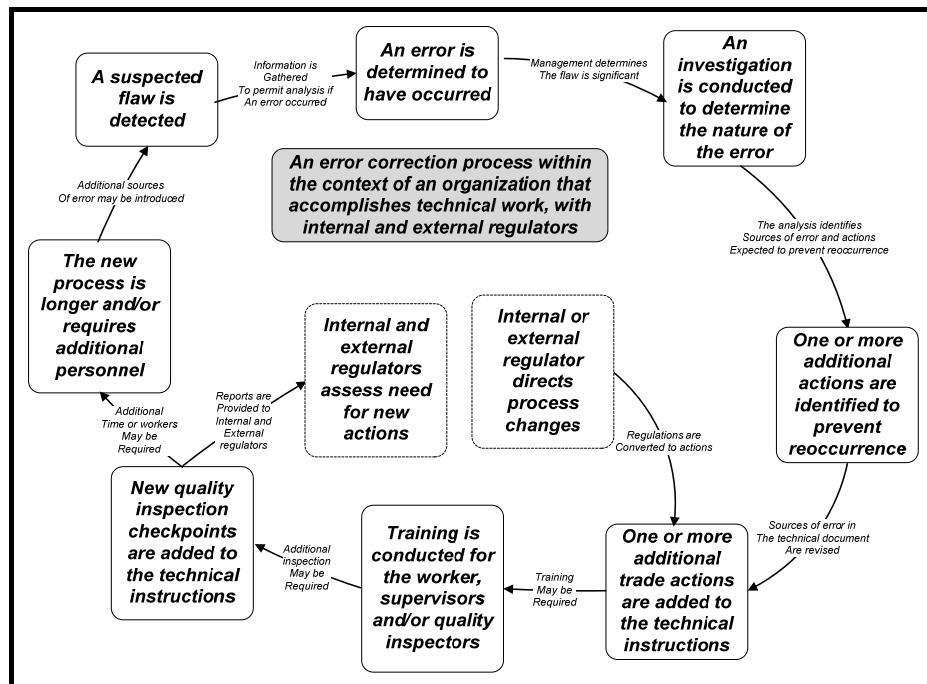 A suspected
flaw is
detected
Information is
Gathered
To permit analysis if
An error occurred
An error is
determined to
have occurred
Management determines
The flaw is significant
An
investigation
is conducted
to determine
the nature of
the error
An error correction process within
the context of an organization that
accomplishes technical work, with
internal and external regulators
Additional sources
Of error may be introduced
The analysis identifies
Sources of error and actions
Expected to prevent reoccurrence
The new
process is
longer and/or
requires
additional
personnel
Internal and
external
regulators
assess need
for new
actions
Internal or
external
regulator
directs
process
changes
One or more
additional
actions are
identified to
prevent
reoccurrence
Additional
Time or workers
May be
Required
Reports are
Provided to
Internal and
External
regulators
Regulations are
Converted to actions
New quality
inspection
checkpoints
are added to
the technical
instructions
Additional
inspection
May be
Required
Training is
conducted for
the worker,
supervisors
and/or quality
inspectors
Training
May be
Required
One or more
additional
trade actions
are added to
the technical
instructions
Sources of error in
The technical document
Are revised